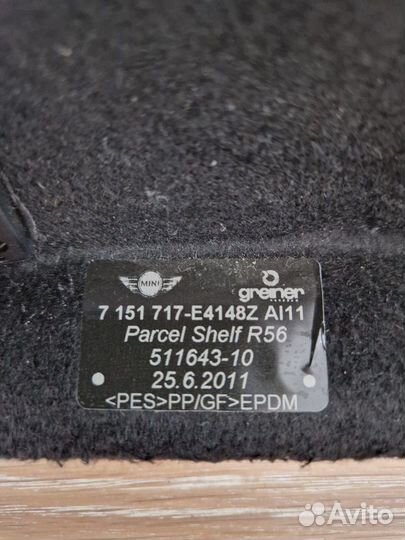 MINI
greiner
7 151 717-E4148Z AI11
Parcel Shelf R56
511643-10
25.6.2011
<PES>PP/GF>EPDM
Avito